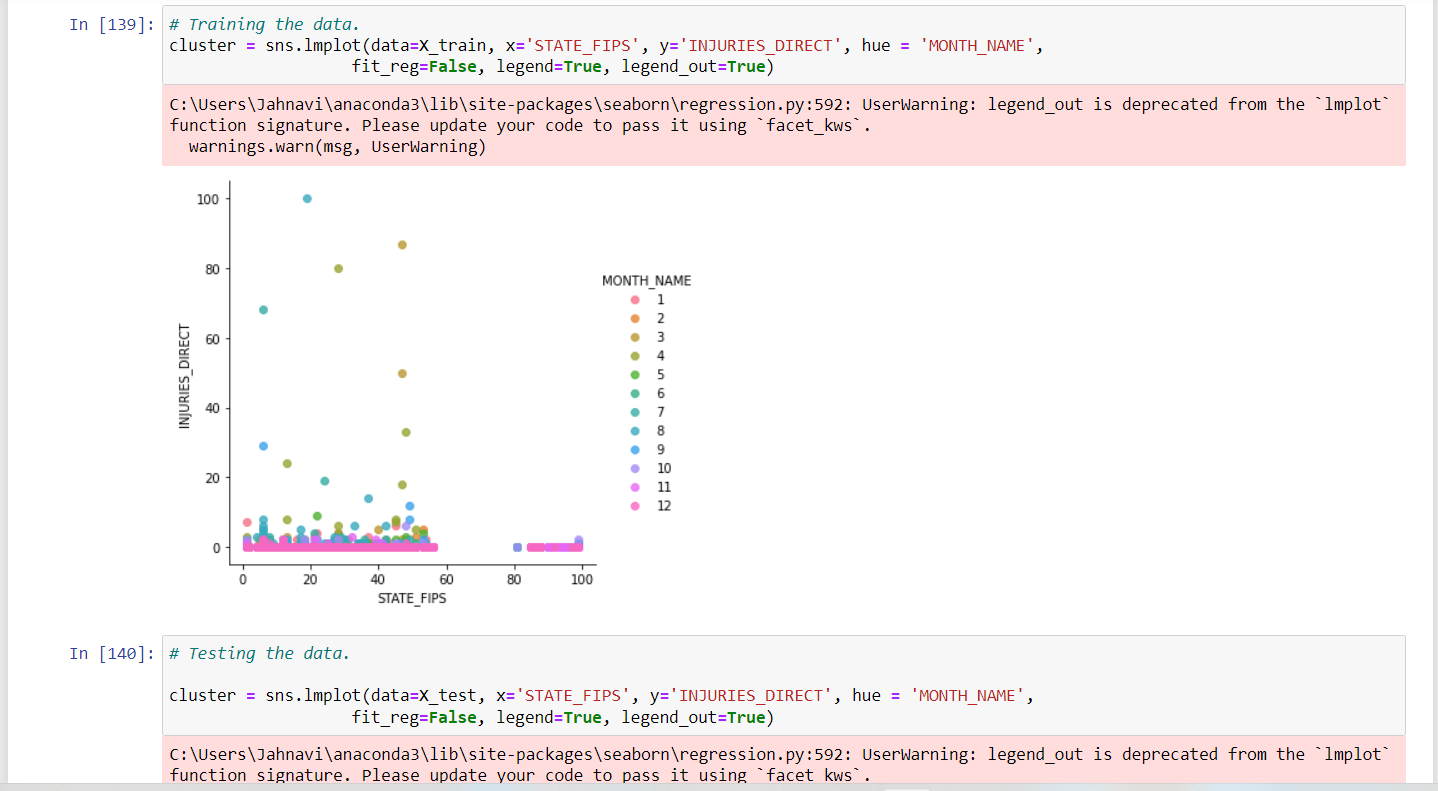 In [139]: # Training the data.
cluster = sns.lmplot(data=X_train, x='STATE_FIPS', y='INJURIES_DIRECT', hue = 'MONTH_NAME',
fit_reg=False, legend=True, legend_out=True)
C:\Users\Jahnavi\anaconda3\lib\site-packages\seaborn\regression.py:592: UserWarning: legend_out is deprecated from the `lmplot`
function signature. Please update your code to pass it using `facet_kws`.
warnings.warn(msg, UserWarning)
100
80
60
40
20
0
INJURIES_DIRECT
0 20 40 60 80 100
STATE_FIPS
MONTH_NAME
1
2
3
4
5
6
7
8
9
10
11
12
In [140]: # Testing the data.
cluster = sns.lmplot(data=X_test, x='STATE_FIPS', y='INJURIES_DIRECT', hue = 'MONTH_NAME',
fit_reg=False, legend=True, legend_out=True)
C:\Users\Jahnavi\anaconda3\lib\site-packages\seaborn\regression.py:592: UserWarning: legend_out is deprecated from the `lmplot`
function signature. Please update your code to pass it using `facet_kws`.